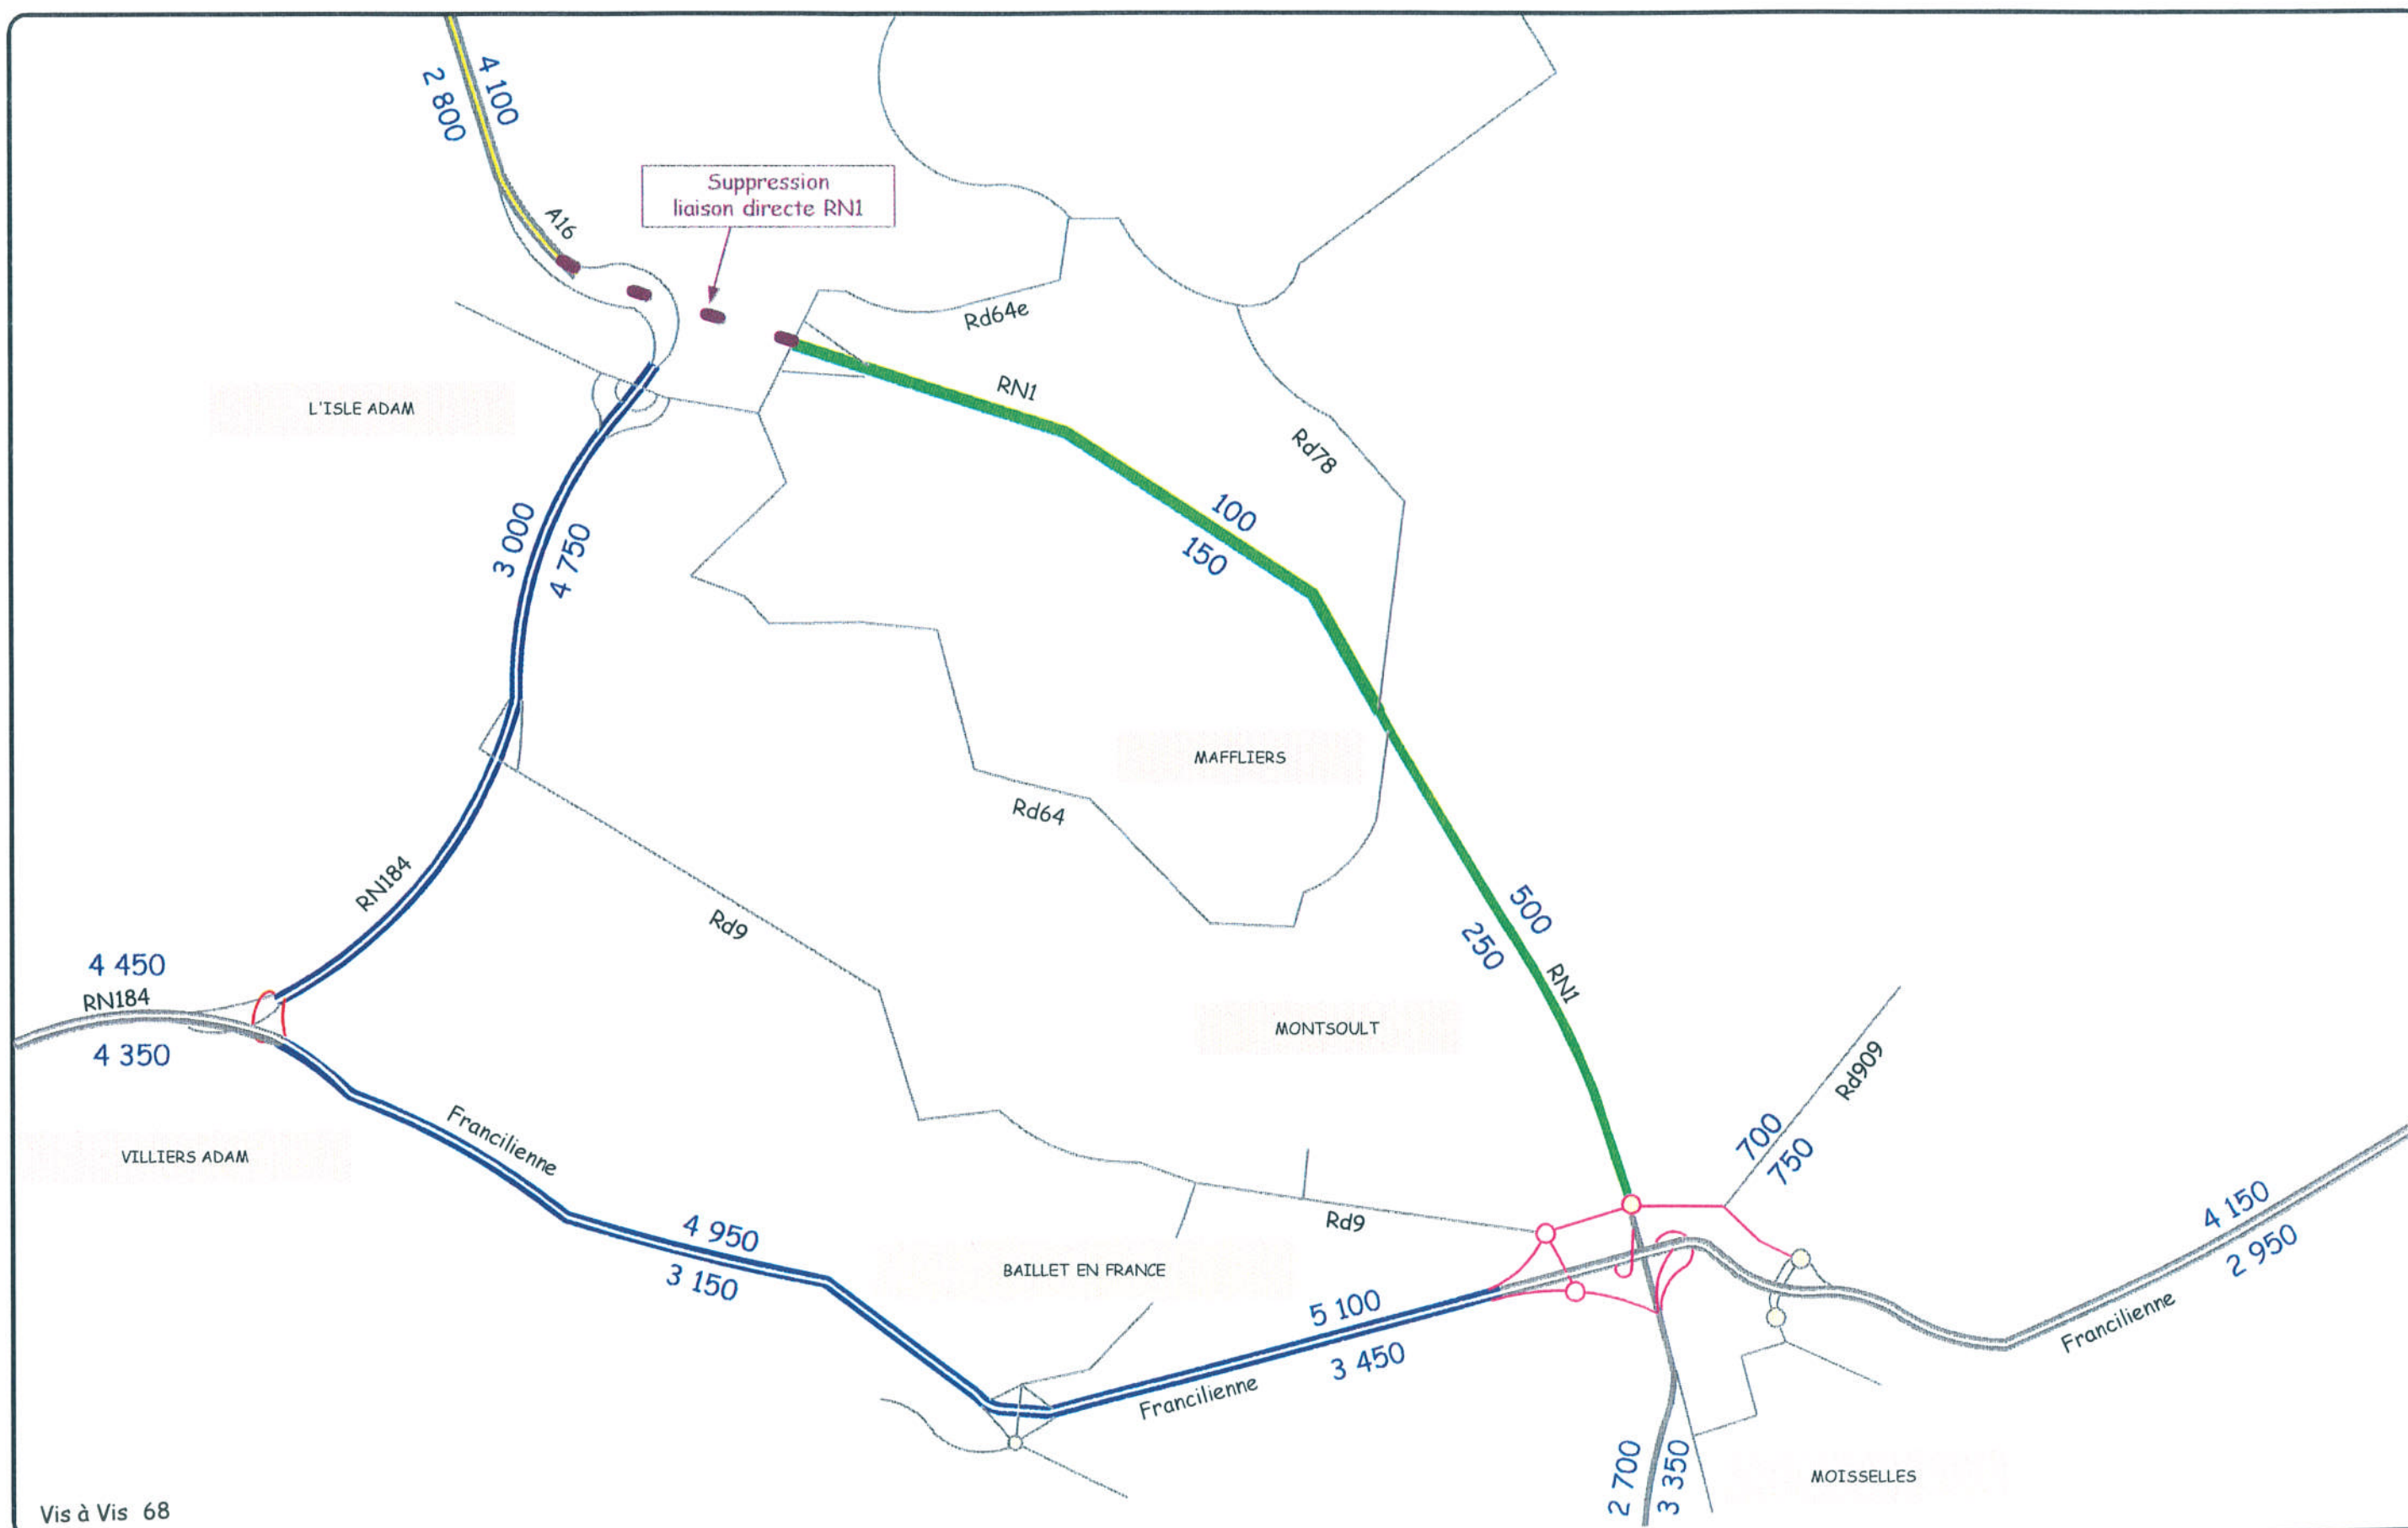 4 100
2 800
A16
Suppression
liaison directe RN1
Rd64e
RN1
L'ISLE ADAM
Rd78
100
150
3 000
4 750
MAFFLIERS
Rd64
RN184
Rd9
500
250
RN1
4 450
RN184
4 350
MONTSOULT
Rd909
700
750
VILLIERS ADAM
Francilienne
4 950
3 150
Rd9
BAILLET EN FRANCE
4 150
2 950
5 100
3 450
Francilienne
Francilienne
2 700
3 350
MOISSELLES
Vis à Vis 68